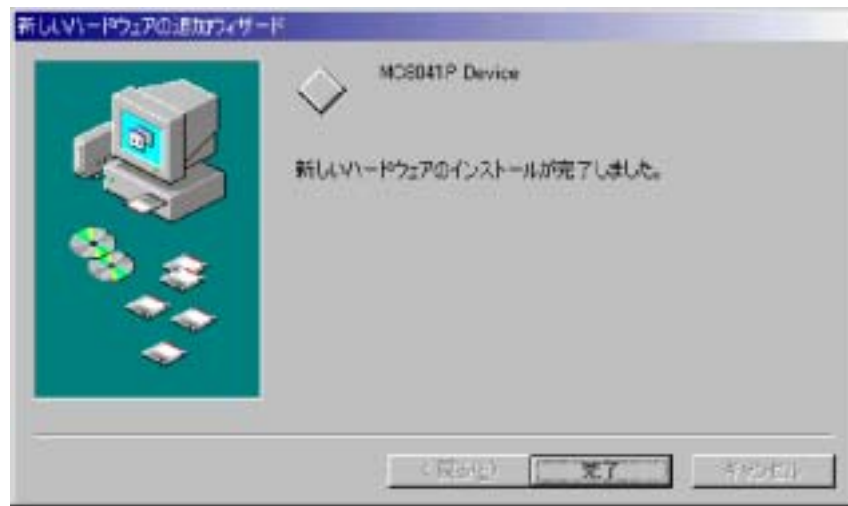 新しいハードウェアの追加ウィザード
MC8041P Device
新しいハードウェアのインストールが完了しました。
< 戻る(B)
完了
キャンセル